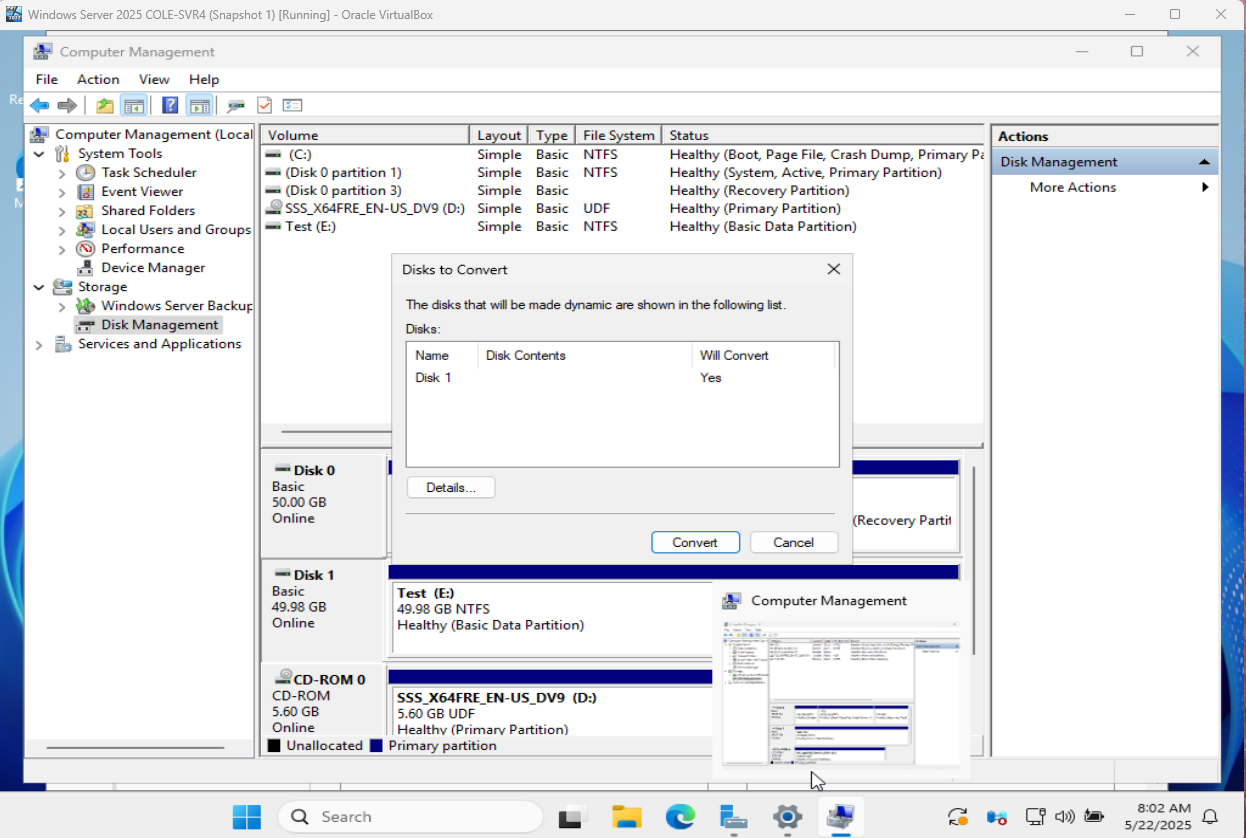 Windows Server 2025 COLE-SVR4 (Snapshot 1) [Running] - Oracle VirtualBox
Computer Management
File Action View Help
Computer Management (Local
System Tools
Task Scheduler
Event Viewer
Shared Folders
Local Users and Groups
Performance
Device Manager
Storage
Windows Server Backup
Disk Management
Services and Applications
Volume Layout Type File System Status
(C:) Simple Basic NTFS Healthy (Boot, Page File, Crash Dump, Primary Pa
(Disk 0 partition 1) Simple Basic NTFS Healthy (System, Active, Primary Partition)
(Disk 0 partition 3) Simple Basic Healthy (Recovery Partition)
SSS_X64FRE_EN-US_DV9 (D:) Simple Basic UDF Healthy (Primary Partition)
Test (E:) Simple Basic NTFS Healthy (Basic Data Partition)
Actions
Disk Management
More Actions
Disks to Convert
The disks that will be made dynamic are shown in the following list.
Disks:
Name Disk Contents Will Convert
Disk 1 Yes
Details...
Convert Cancel
Disk 0
Basic
50.00 GB
Online
(Recovery Partit
Disk 1
Basic
49.98 GB
Online
Test (E:)
49.98 GB NTFS
Healthy (Basic Data Partition)
CD-ROM 0
CD-ROM
5.60 GB
Online
SSS_X64FRE_EN-US_DV9 (D:)
5.60 GB UDF
Healthy (Primary Partition)
Unallocated Primary partition
Computer Management
Search
8:02 AM
5/22/2025